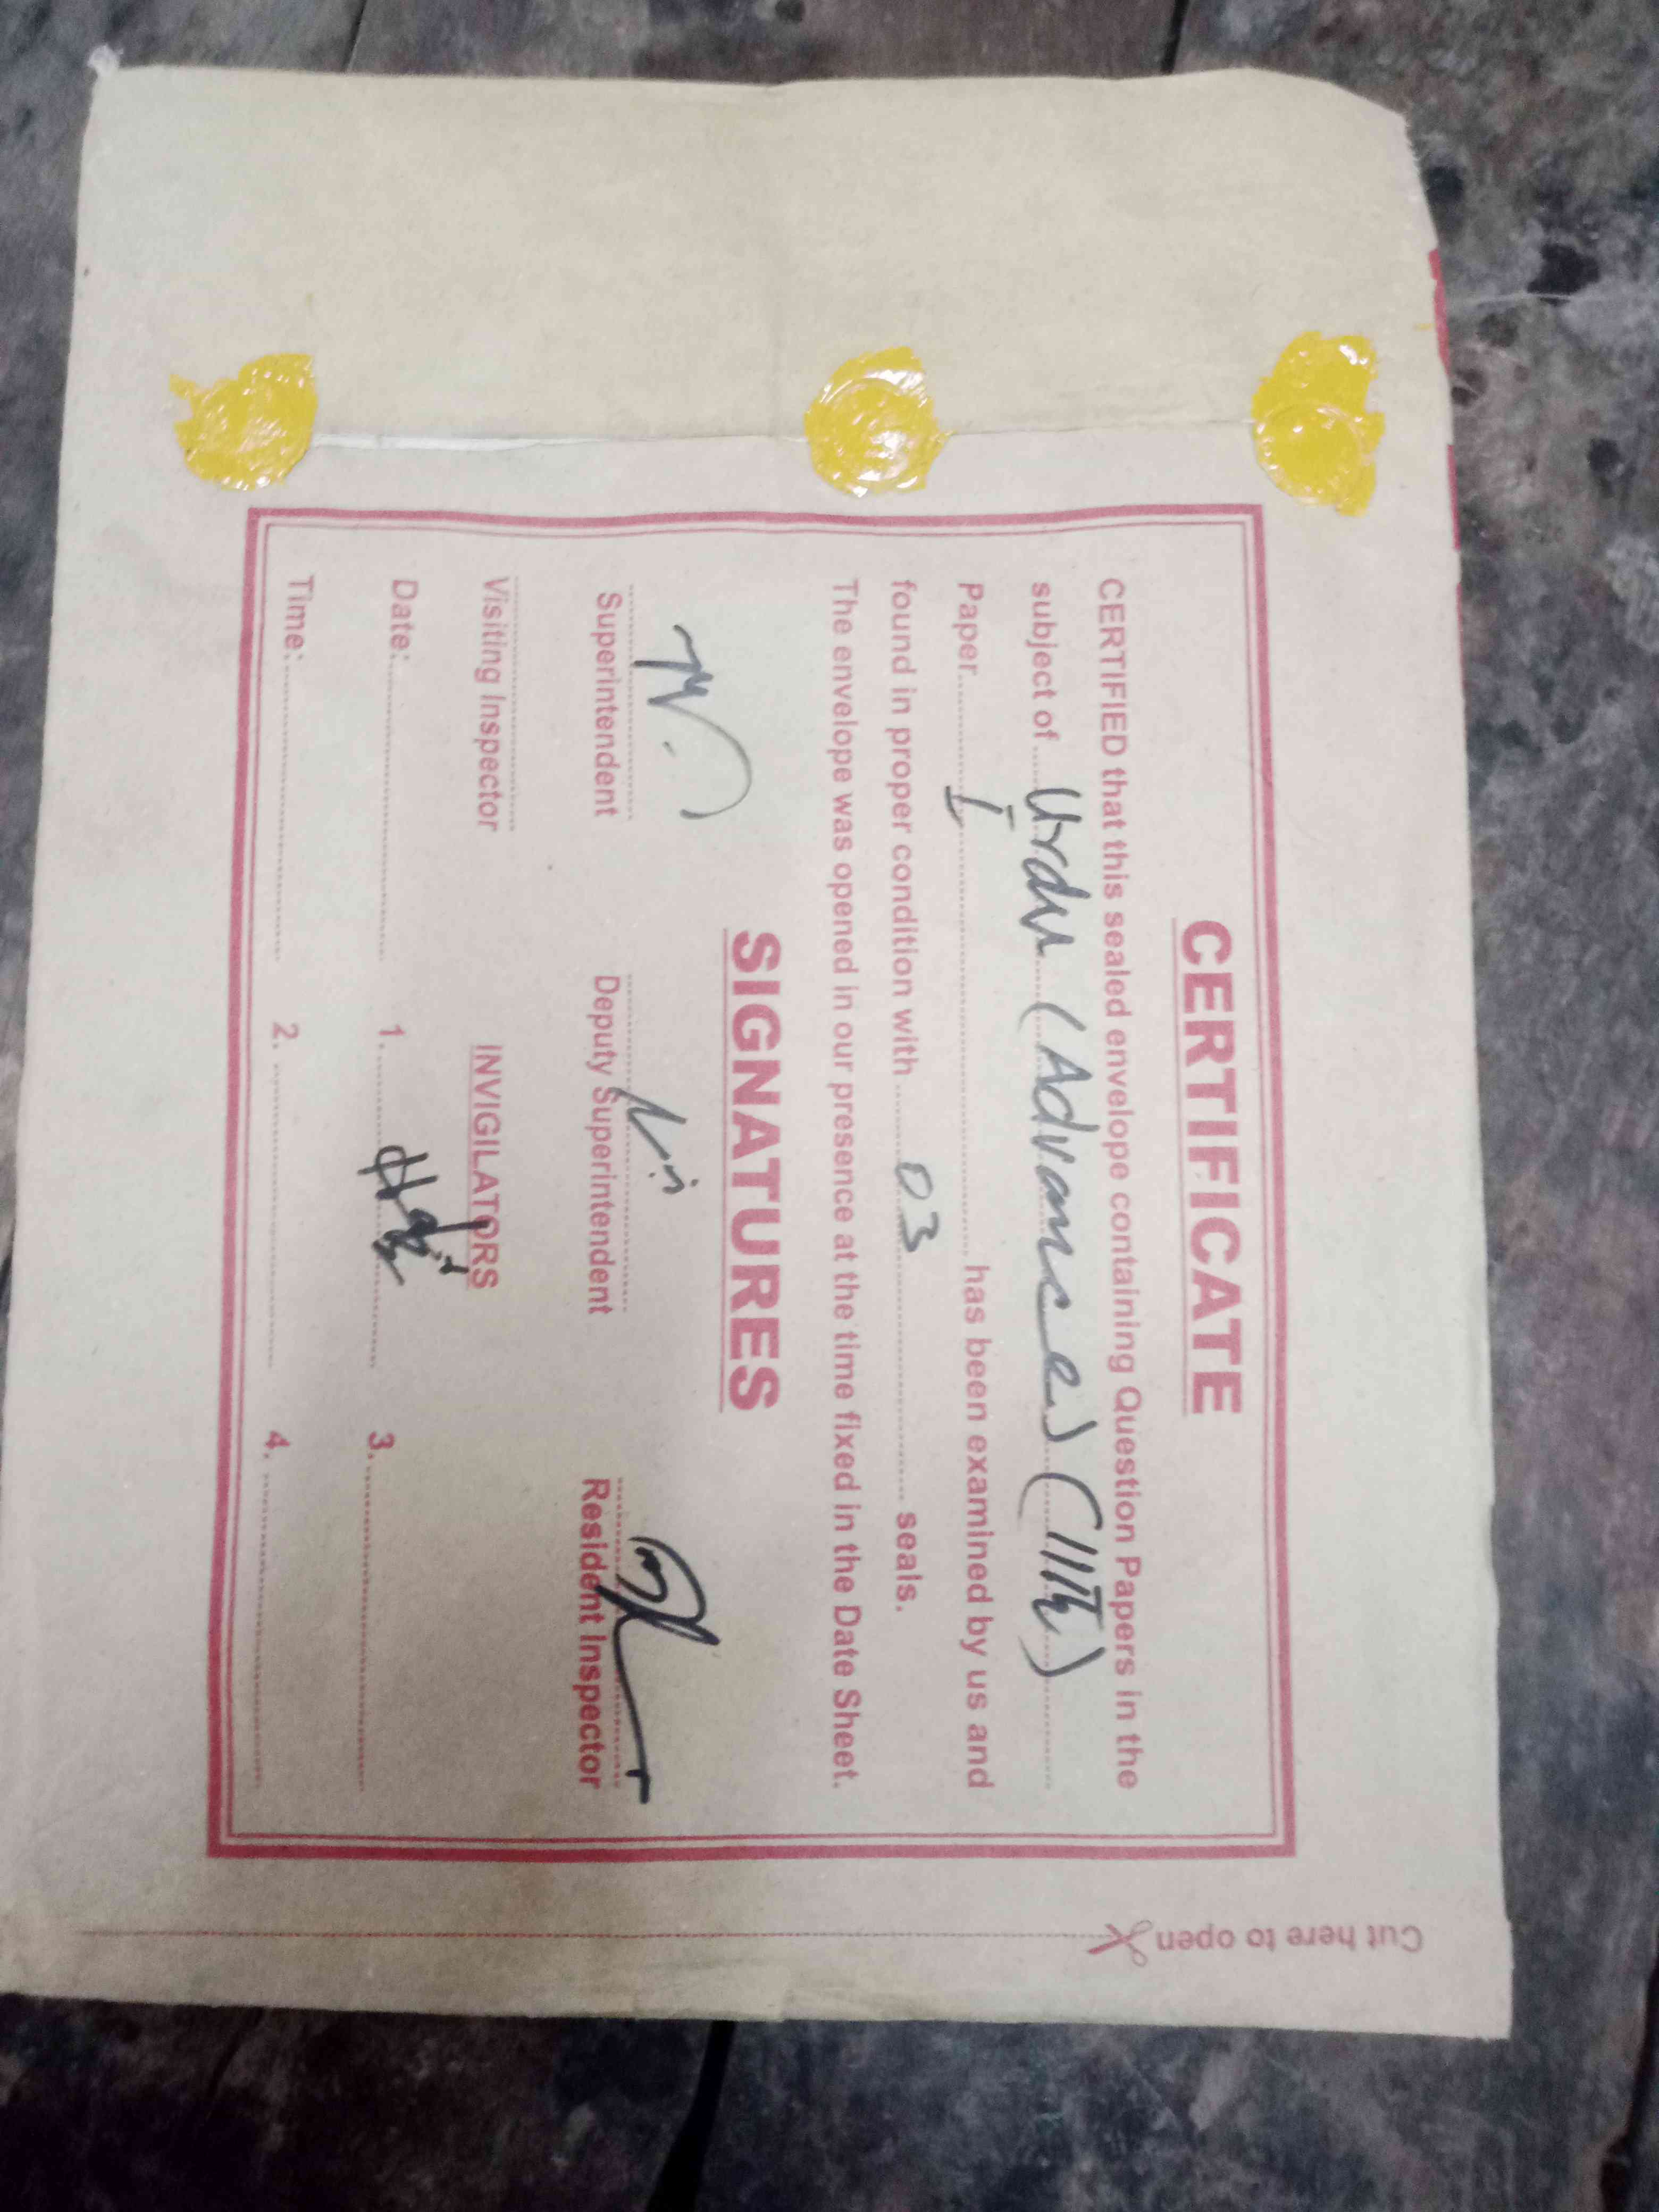 CERTIFICATE
CERTIFIED that this sealed envelope containing Question Papers in the
subject of Urdu (Advance) (11th)
Paper I has been examined by us and
found in proper condition with 03 seals.
The envelope was opened in our presence at the time fixed in the Date Sheet.
SIGNATURES
Superintendent Deputy Superintendent Resident Inspector
Visiting Inspector INVIGILATORS
Date: 1. 3.
Time: 2. 4.
Cut here to open